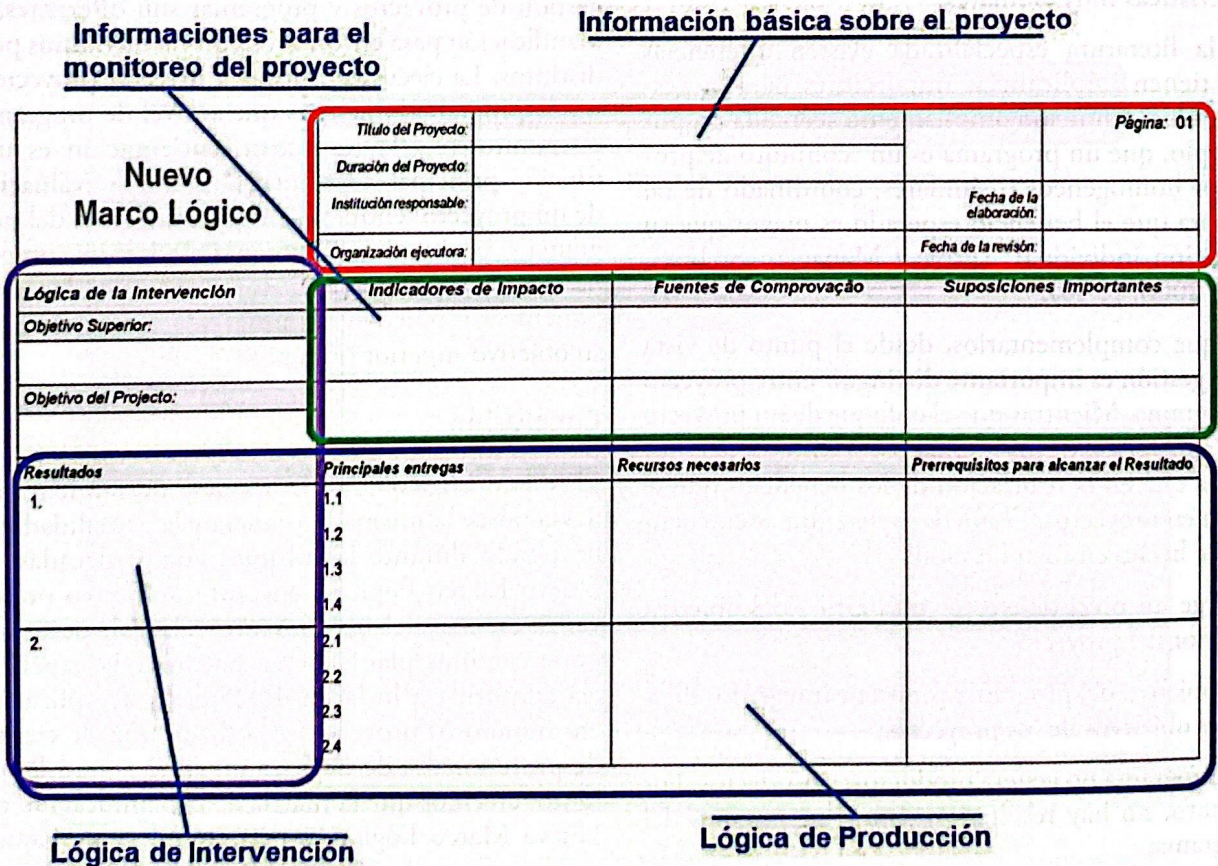 Informaciones para el
monitoreo del proyecto
Información básica sobre el proyecto
Nuevo
Marco Lógico
Título del Proyecto:
Página: 01
Duración del Proyecto:
Institución responsable:
Fecha de la
elaboración:
Organización ejecutora:
Fecha de la revisión:
Lógica de la Intervención
Indicadores de Impacto
Fuentes de Comprovação
Suposiciones Importantes
Objetivo Superior:
Objetivo del Projecto:
Resultados
Principales entregas
Recursos necesarios
Prerrequisitos para alcanzar el Resultado
1.
1.1
1.2
1.3
1.4
2.
2.1
2.2
2.3
2.4
Lógica de Intervención
Lógica de Producción